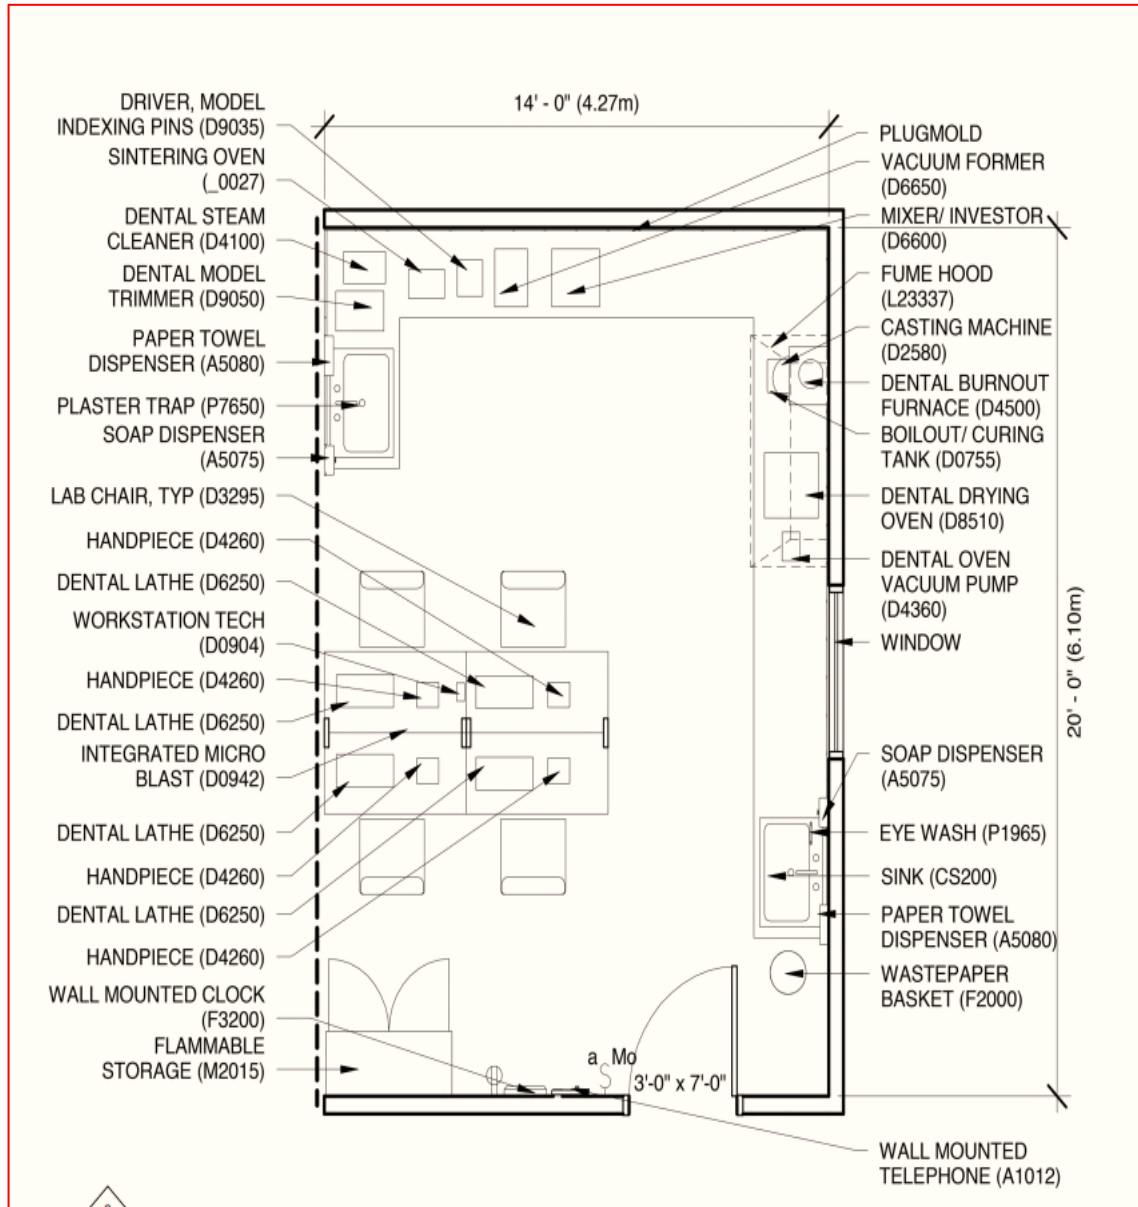 14' - 0" (4.27m)
DRIVER, MODEL
INDEXING PINS (D9035)
SINTERING OVEN
(_0027)
DENTAL STEAM
CLEANER (D4100)
DENTAL MODEL
TRIMMER (D9050)
PAPER TOWEL
DISPENSER (A5080)
PLASTER TRAP (P7650)
SOAP DISPENSER
(A5075)
LAB CHAIR, TYP (D3295)
HANDPIECE (D4260)
DENTAL LATHE (D6250)
WORKSTATION TECH
(D0904)
HANDPIECE (D4260)
DENTAL LATHE (D6250)
INTEGRATED MICRO
BLAST (D0942)
DENTAL LATHE (D6250)
HANDPIECE (D4260)
DENTAL LATHE (D6250)
HANDPIECE (D4260)
WALL MOUNTED CLOCK
(F3200)
FLAMMABLE
STORAGE (M2015)
a Mo
S
3'-0" x 7'-0"
PLUGMOLD
VACUUM FORMER
(D6650)
MIXER/ INVESTOR
(D6600)
FUME HOOD
(L23337)
CASTING MACHINE
(D2580)
DENTAL BURNOUT
FURNACE (D4500)
BOILOUT/ CURING
TANK (D0755)
DENTAL DRYING
OVEN (D8510)
DENTAL OVEN
VACUUM PUMP
(D4360)
WINDOW
20' - 0" (6.10m)
SOAP DISPENSER
(A5075)
EYE WASH (P1965)
SINK (CS200)
PAPER TOWEL
DISPENSER (A5080)
WASTEPAPER
BASKET (F2000)
WALL MOUNTED
TELEPHONE (A1012)